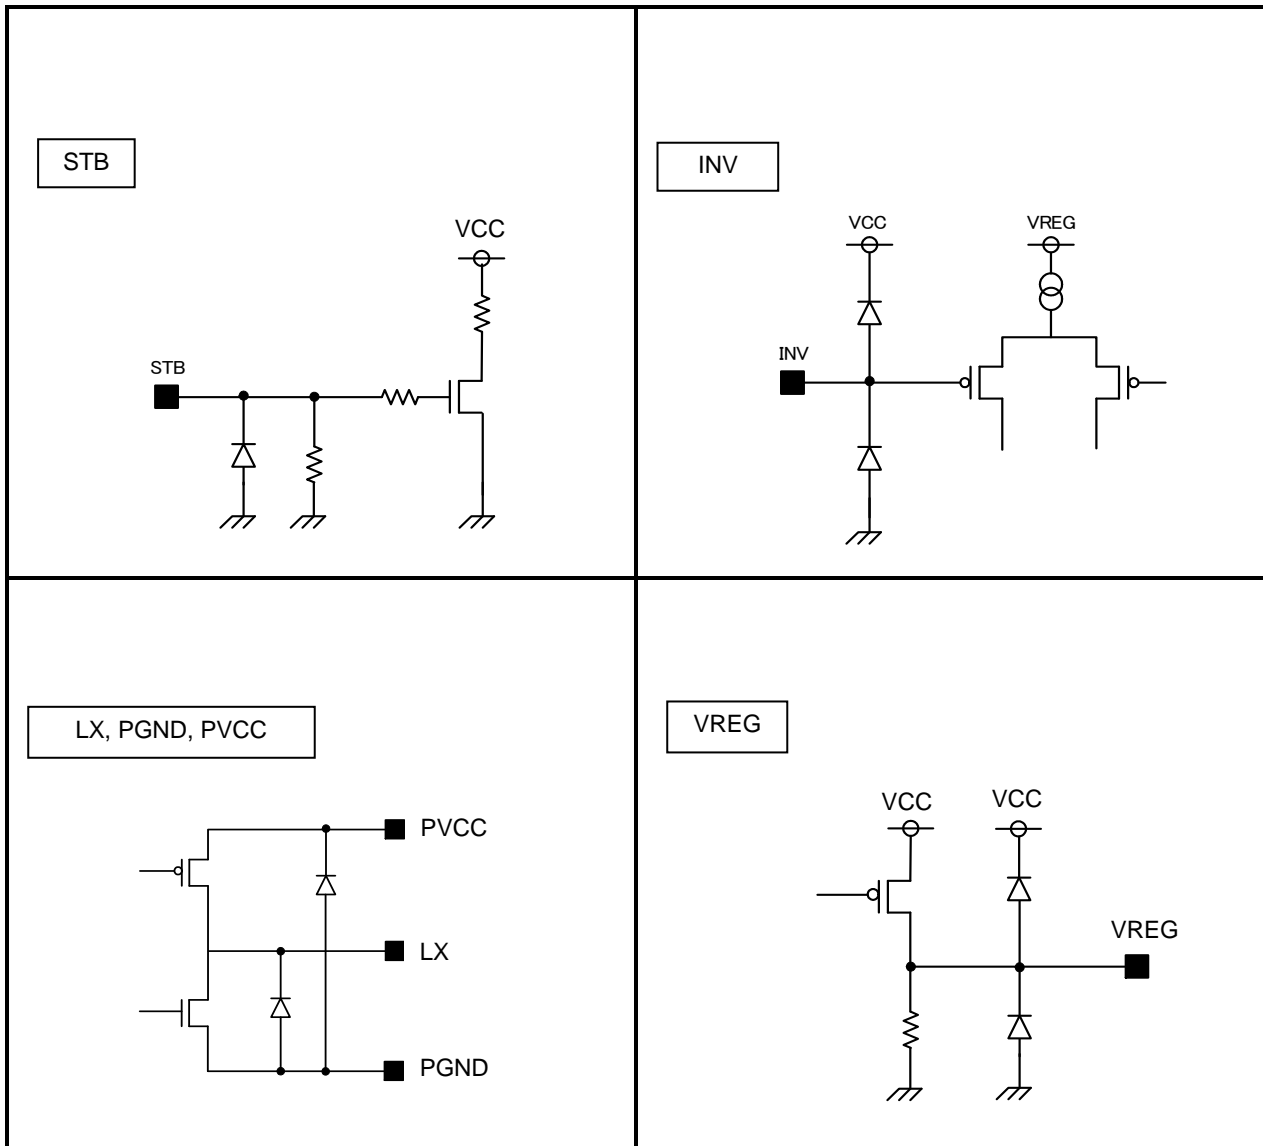 STB
VCC
STB
INV
VCC
VREG
INV
LX, PGND, PVCC
PVCC
LX
PGND
VREG
VCC
VCC
VREG